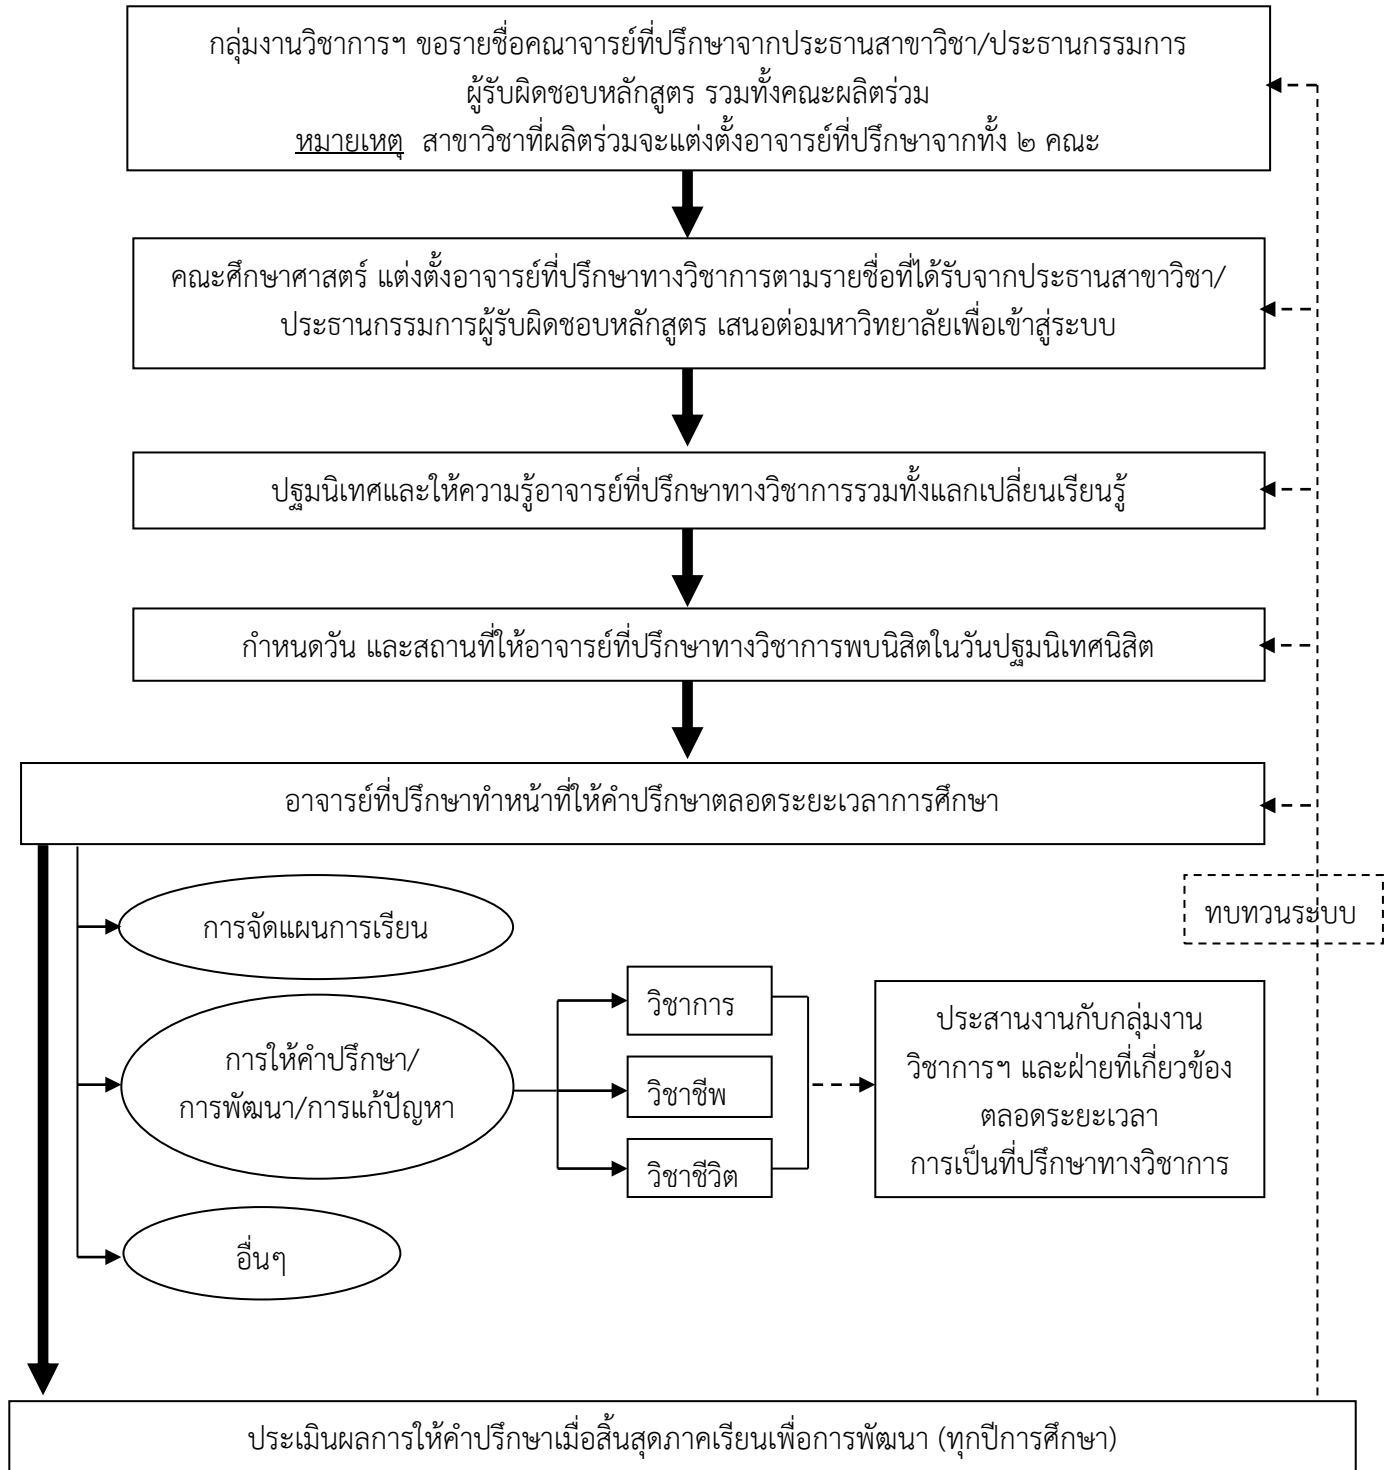 กลุ่มงานวิชาการฯ ขอรายชื่อคณาจารย์ที่ปรึกษาจากประธานสาขาวิชา/ประธานกรรมการ
ผู้รับผิดชอบหลักสูตร รวมทั้งคณะผลิตร่วม
หมายเหตุ สาขาวิชาที่ผลิตร่วมจะแต่งตั้งอาจารย์ที่ปรึกษาจากทั้ง ๒ คณะ
คณะศึกษาศาสตร์ แต่งตั้งอาจารย์ที่ปรึกษาทางวิชาการตามรายชื่อที่ได้รับจากประธานสาขาวิชา/
ประธานกรรมการผู้รับผิดชอบหลักสูตร เสนอต่อมหาวิทยาลัยเพื่อเข้าสู่ระบบ
ปฐมนิเทศและให้ความรู้อาจารย์ที่ปรึกษาทางวิชาการรวมทั้งแลกเปลี่ยนเรียนรู้
กำหนดวัน และสถานที่ให้อาจารย์ที่ปรึกษาทางวิชาการพบนิสิตในวันปฐมนิเทศนิสิต
อาจารย์ที่ปรึกษาทำหน้าที่ให้คำปรึกษาตลอดระยะเวลาการศึกษา
ทบทวนระบบ
การจัดแผนการเรียน
การให้คำปรึกษา/
การพัฒนา/การแก้ปัญหา
อื่นๆ
วิชาการ
วิชาชีพ
วิชาชีวิต
ประสานงานกับกลุ่มงาน
วิชาการฯ และฝ่ายที่เกี่ยวข้อง
ตลอดระยะเวลา
การเป็นที่ปรึกษาทางวิชาการ
ประเมินผลการให้คำปรึกษาเมื่อสิ้นสุดภาคเรียนเพื่อการพัฒนา (ทุกปีการศึกษา)